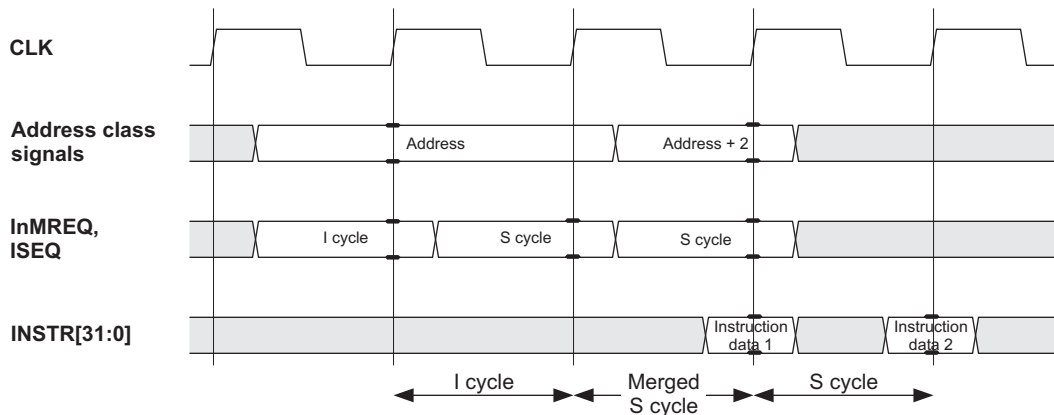 CLK
Address class
signals
Address
Address + 2
InMREQ,
ISEQ
I cycle
S cycle
S cycle
INSTR[31:0]
Instruction
data 1
Instruction
data 2
I cycle
Merged
S cycle
S cycle